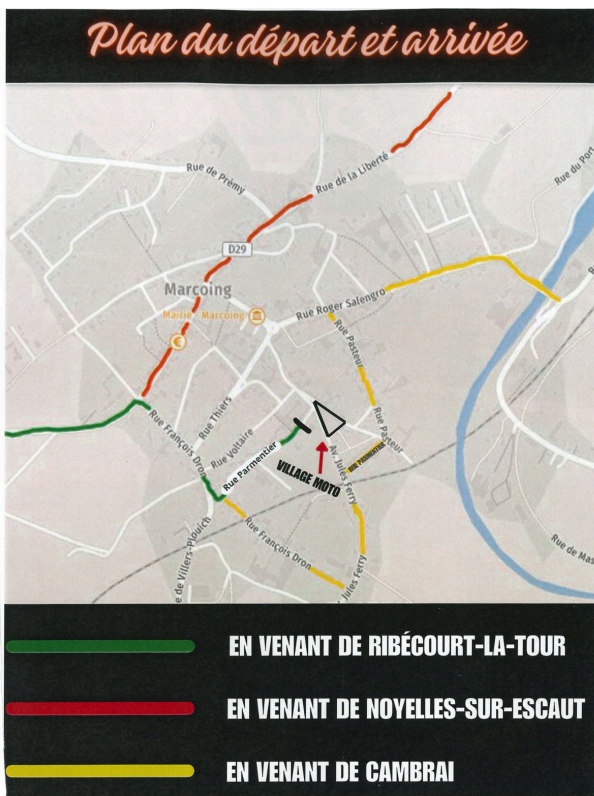 Plan du départ et arrivée
Rue du Port
Rue de Prémy
Rue de la Liberté
D29
Marcoing
Mairie - Marcoing
€
Rue Roger Salengro
Rue Pasteur
Rue Thiers
Rue François Dron
Rue Voltaire
Rue Pasteur
Rue Parmentier
Av. Jules Ferry
RUE PARMENTIER
VILLAGE MOTO
e de Villers-Plouich
Rue François Dron
Jules Ferry
Rue de Mas
EN VENANT DE RIBÉCOURT-LA-TOUR
EN VENANT DE NOYELLES-SUR-ESCAUT
EN VENANT DE CAMBRAI